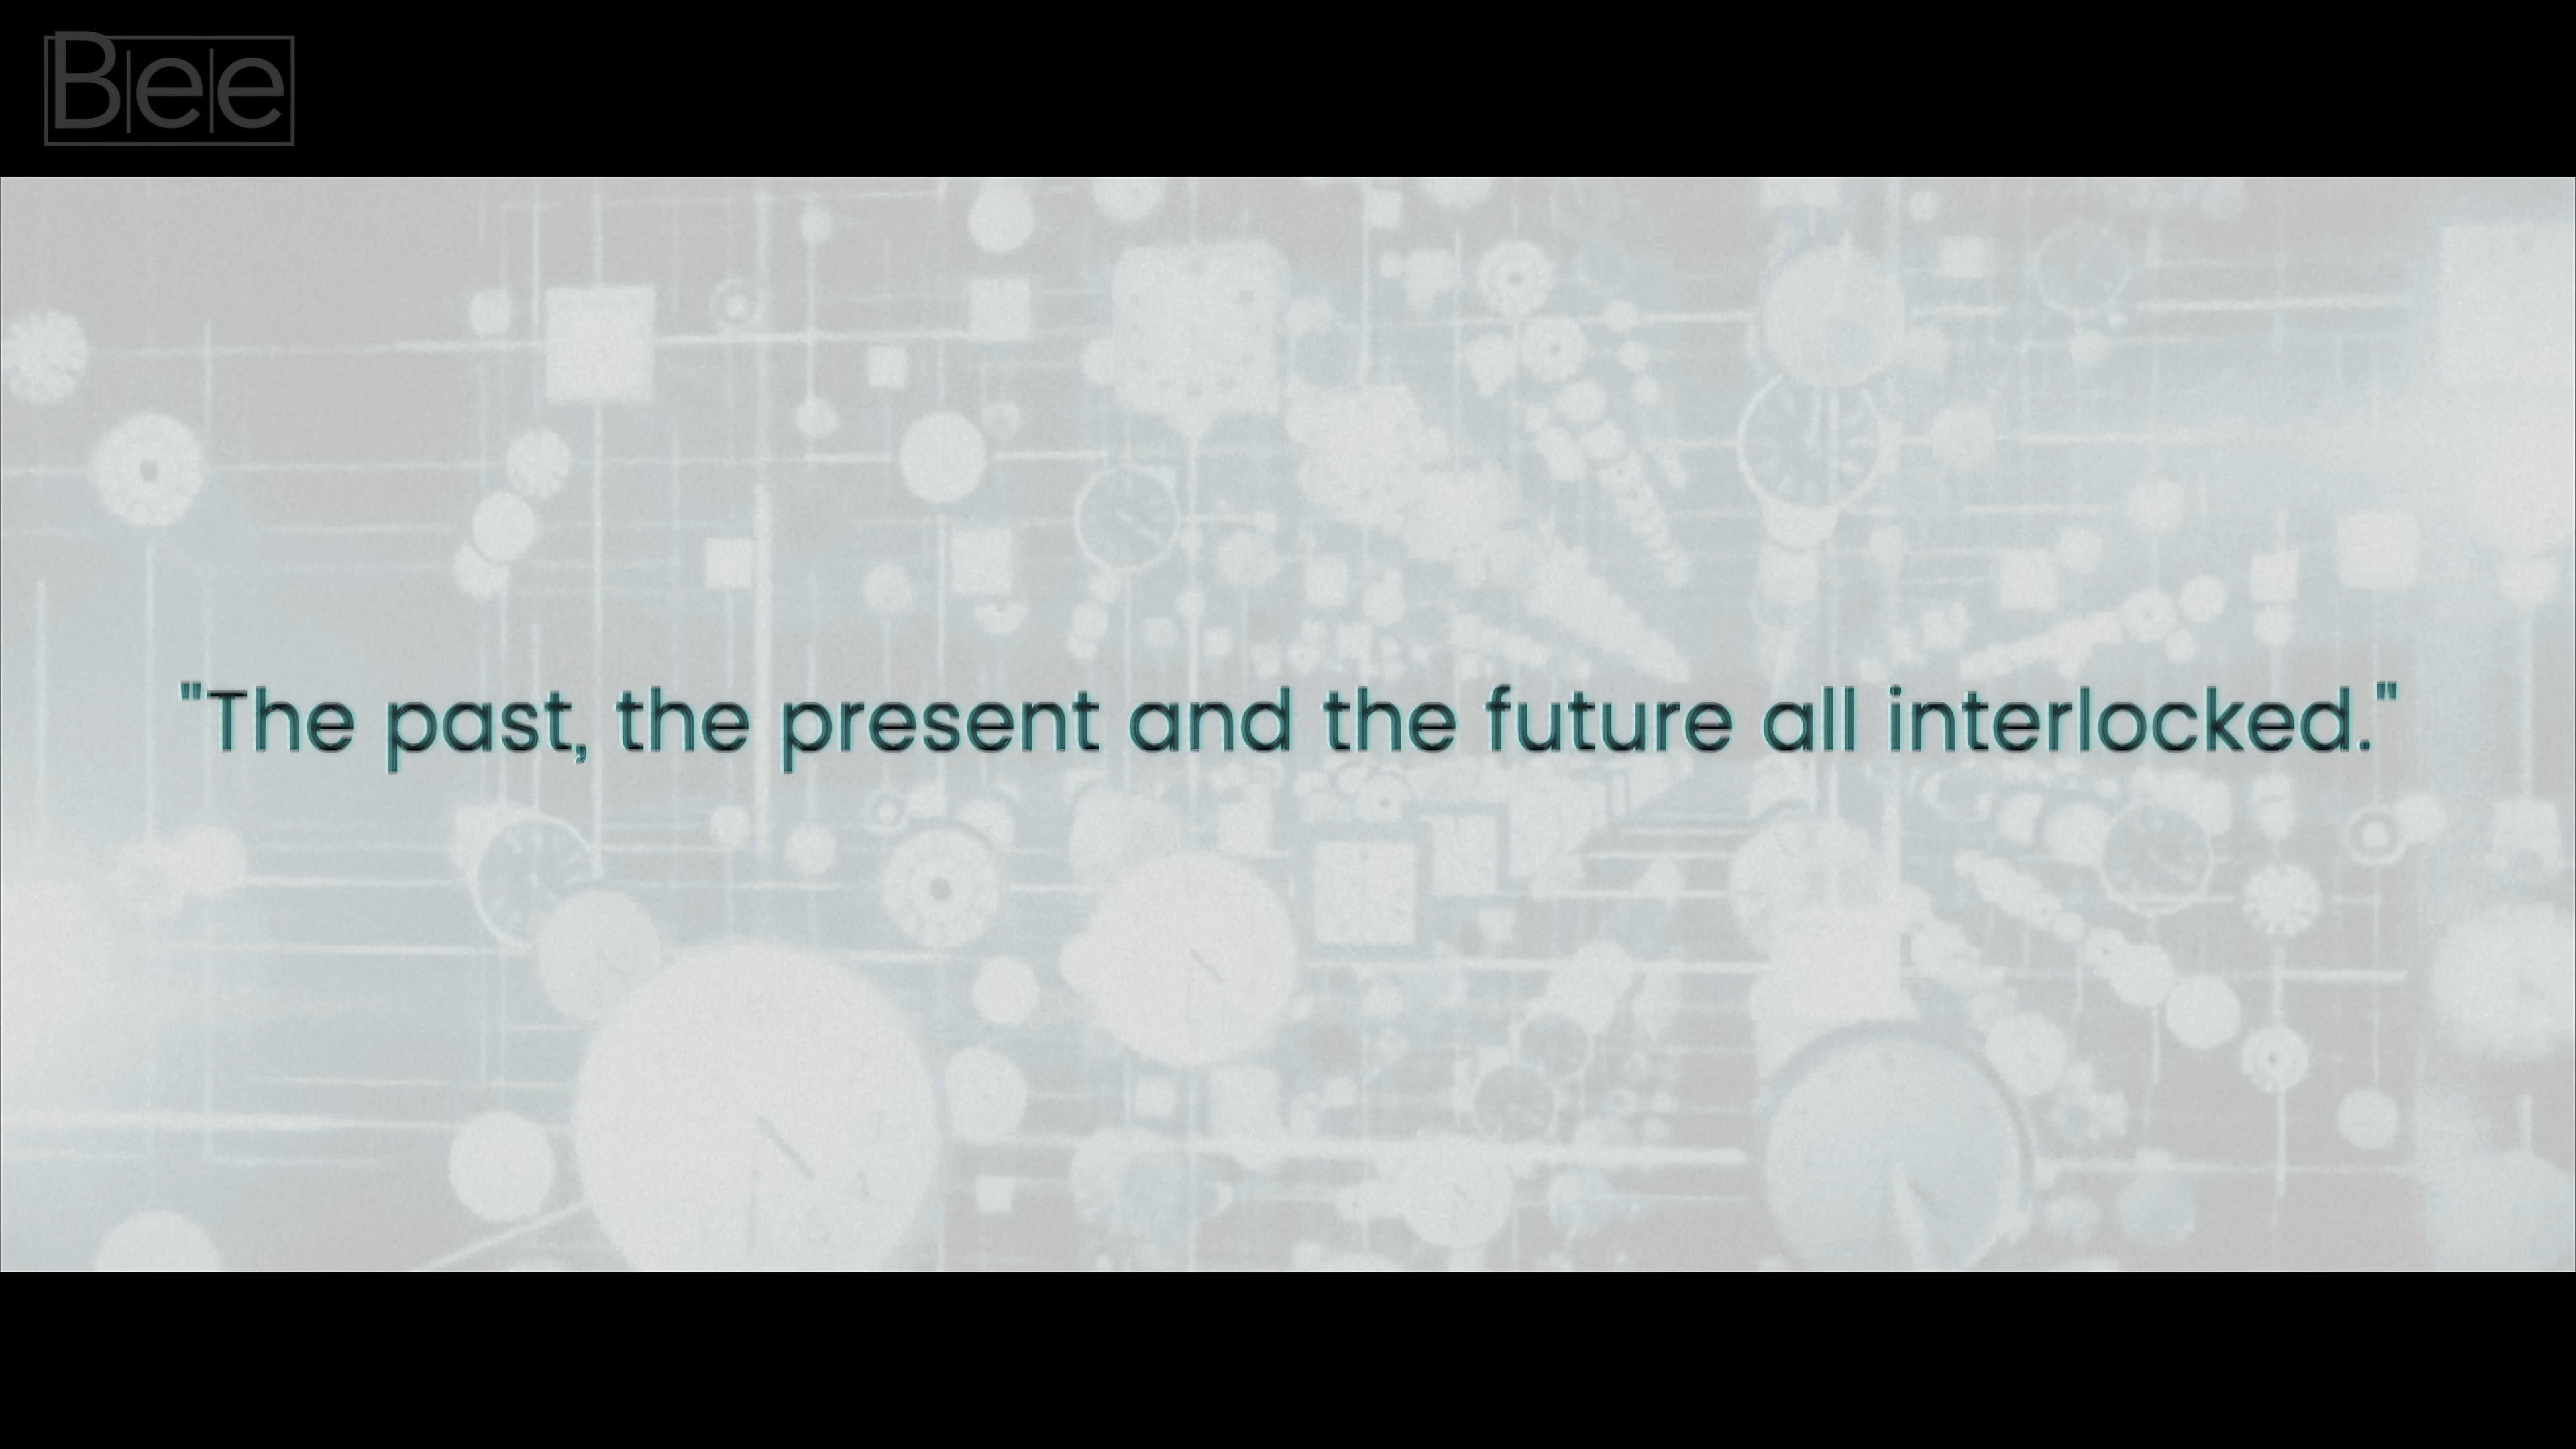 Bee
"The past, the present and the future all interlocked."